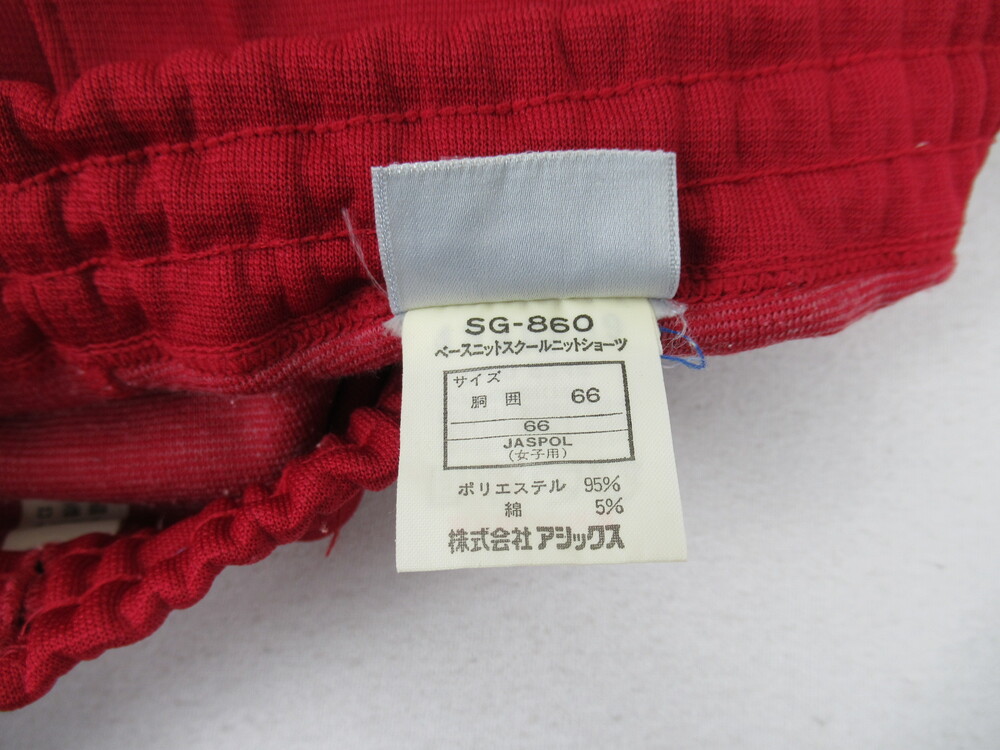 SG-860
ベースニットスクールニットショーツ
サイズ
胴囲 66
66
JASPOL
(女子用)
ポリエステル 95%
綿 5%
株式会社アシックス